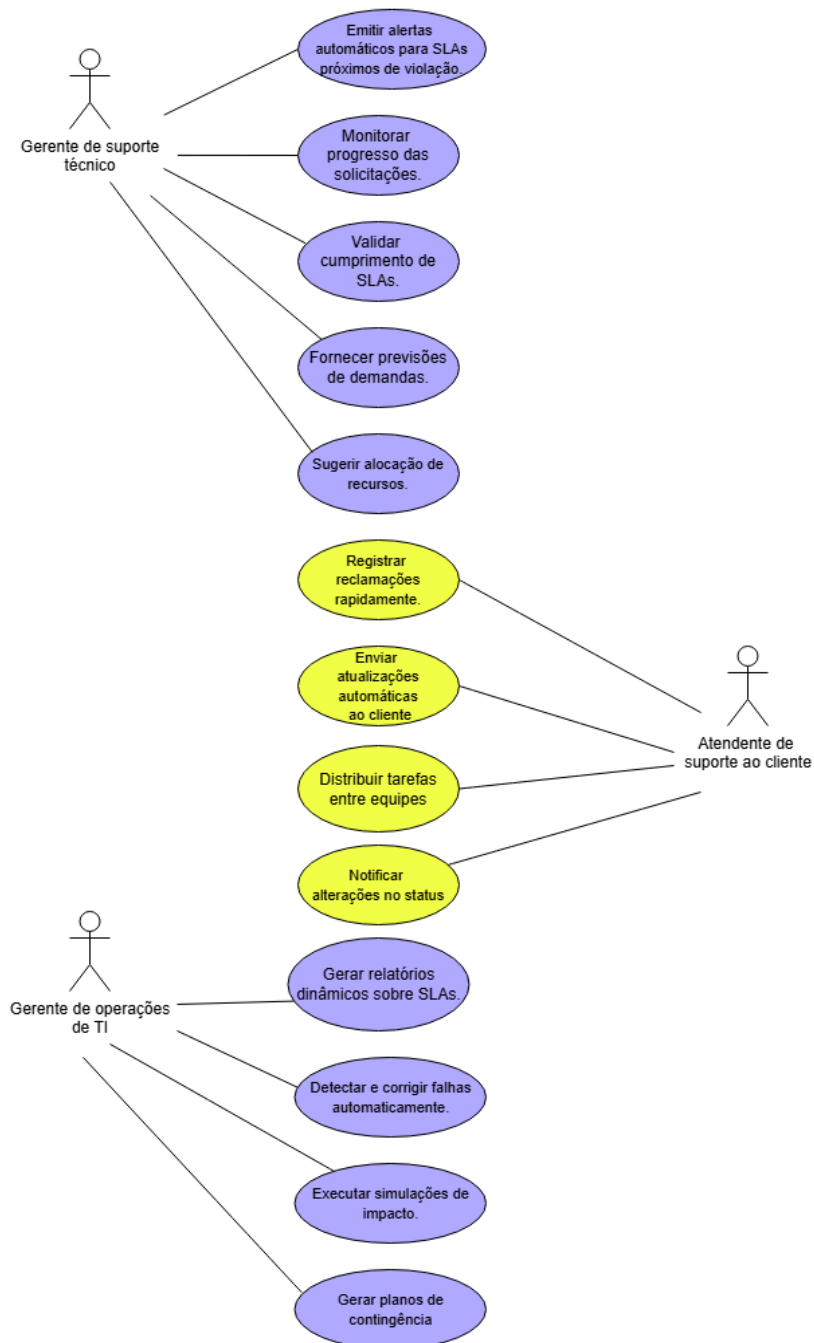 Emitir alertas
automáticos para SLAs
próximos de violação.
Gerente de suporte
técnico
Monitorar
progresso das
solicitações.
Validar
cumprimento de
SLAs.
Fornecer previsões
de demandas.
Sugerir alocação de
recursos.
Registrar
reclamações
rapidamente.
Enviar
atualizações
automáticas
ao cliente
Atendente de
suporte ao cliente
Distribuir tarefas
entre equipes
Notificar
alterações no status
Gerente de operações
de TI
Gerar relatórios
dinâmicos sobre SLAs.
Detectar e corrigir falhas
automaticamente.
Executar simulações de
impacto.
Gerar planos de
contingência